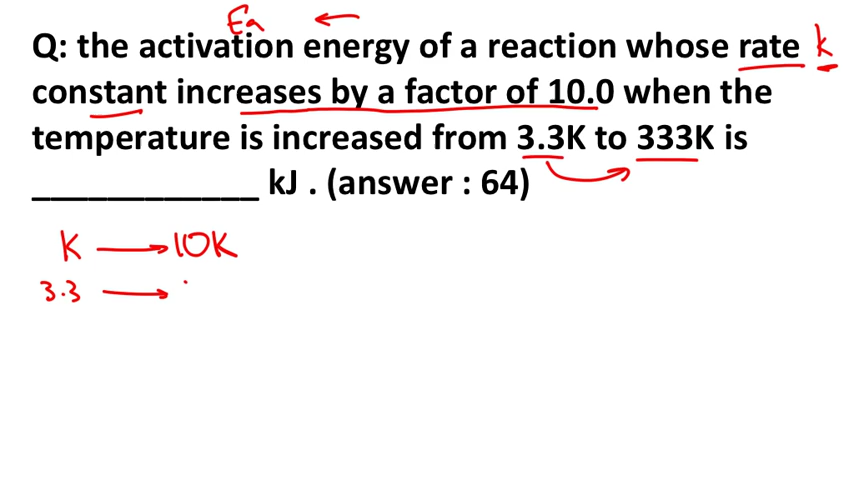 Ea ←
Q: the activation energy of a reaction whose rate k
constant increases by a factor of 10.0 when the
temperature is increased from 3.3K to 333K is
____________ kJ . (answer : 64)
K → 10K
3.3 →